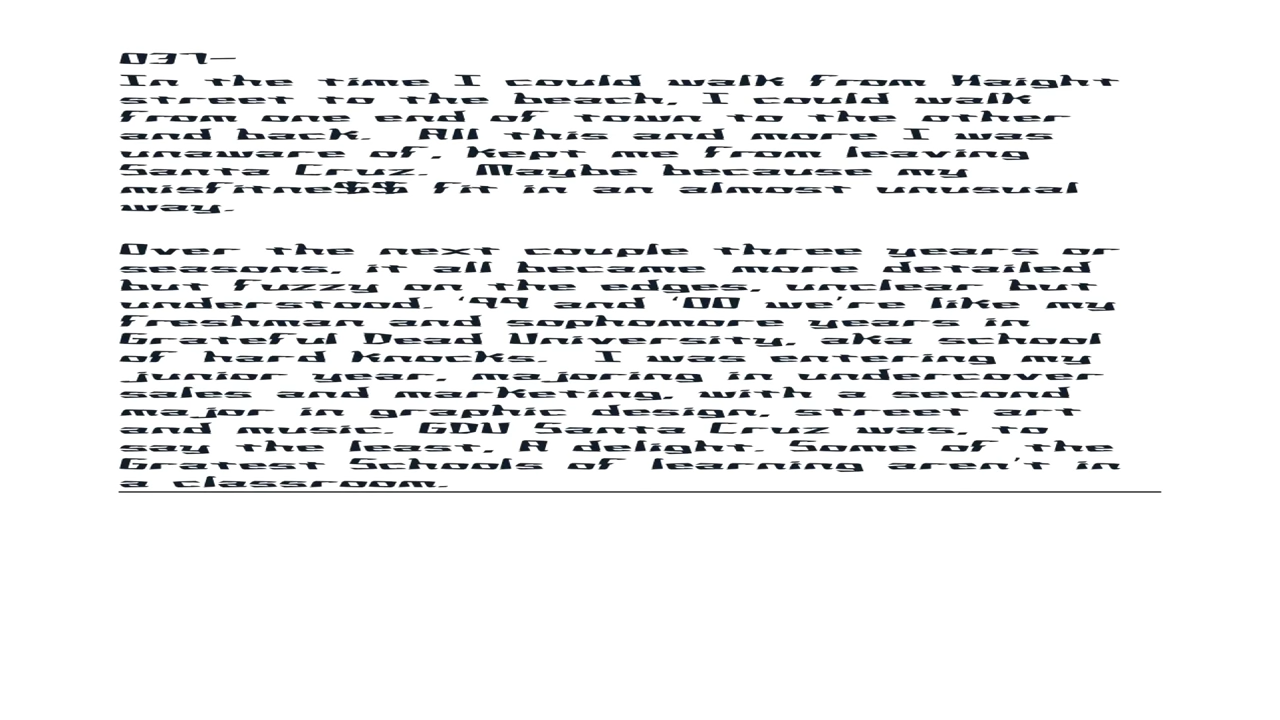 037—
In the time I could walk from Haight
street to the beach, I could walk
from one end of town to the other
and back.  All this and more I was
unaware of, kept me from leaving
Santa Cruz.  Maybe because my
misfitne$$ fit in an almost unusual
way.

Over the next couple three years or
seasons, it all became more detailed
but fuzzy on the edges, unclear but
understood. '99 and '00 we're like my
freshman and sophomore years in
Grateful Dead University, aka school
of hard knocks.  I was entering my
junior year, majoring in undercover
sales and marketing, with a second
major in graphic design, street art
and music. GDU Santa Cruz was, to
say the least, A delight. Some of the
Gratest Schools of learning aren't in
a classroom.